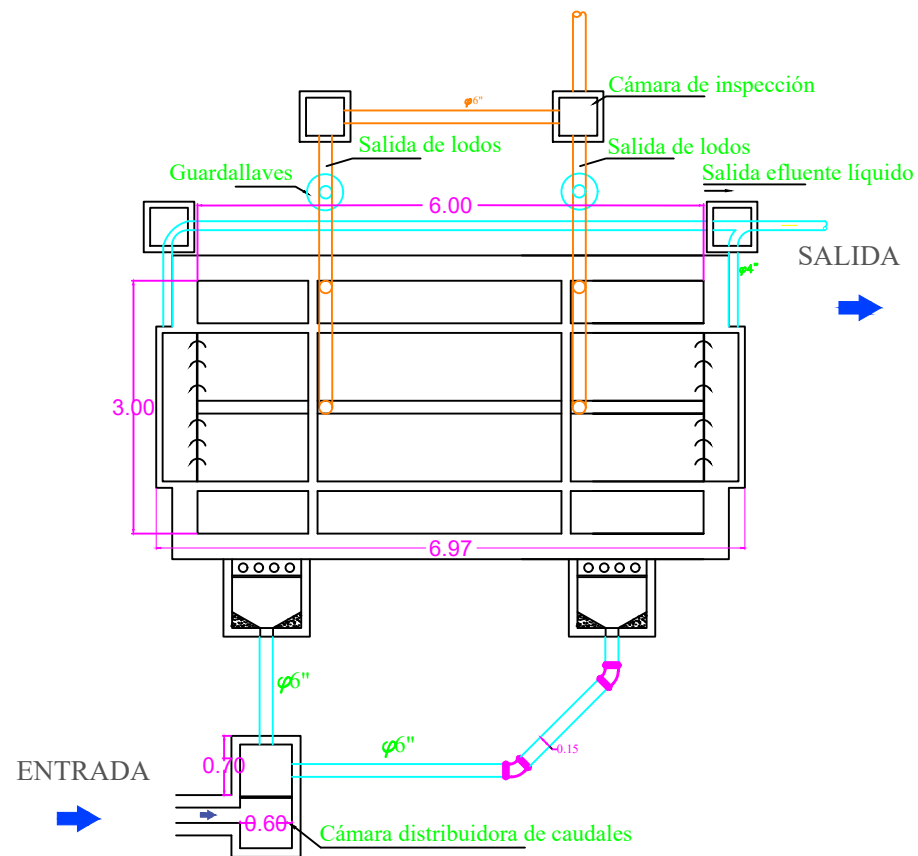 Cámara de inspección
φ6"
Salida de lodos
Salida de lodos
Guardallaves
Salida efluente líquido
6.00
SALIDA
φ4"
3.00
6.97
φ6"
φ6"
0.15
0.70
ENTRADA
0.60
Cámara distribuidora de caudales